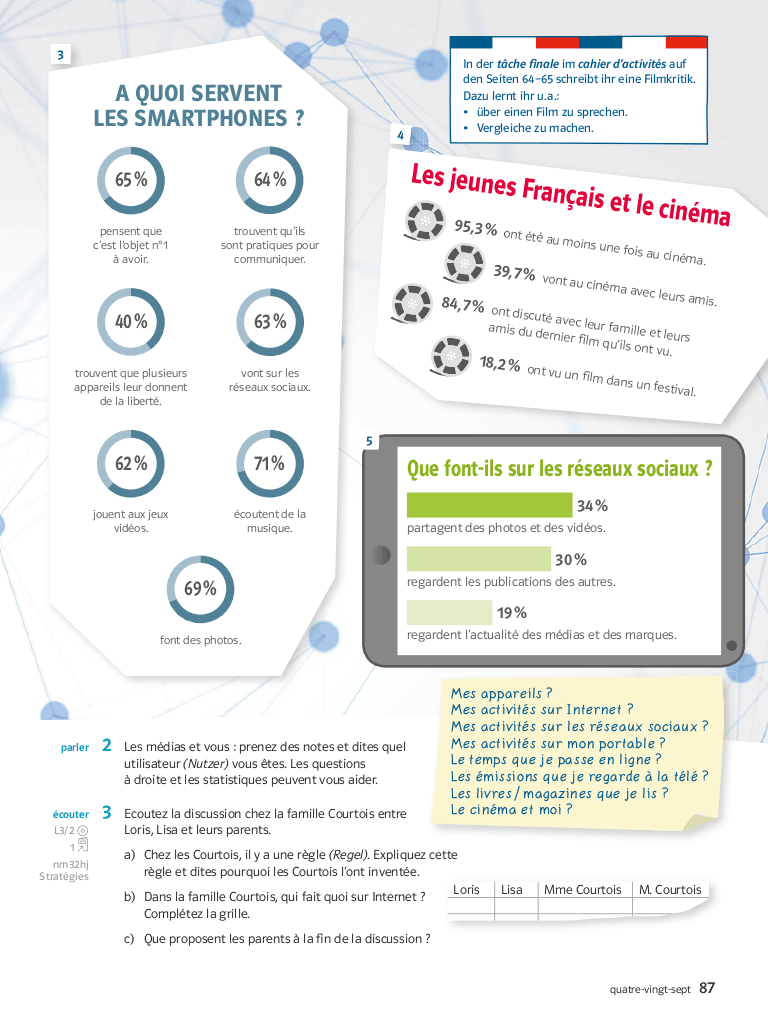 3
A QUOI SERVENT
LES SMARTPHONES ?
65 %
pensent que
c'est l'objet n°1
à avoir.
64 %
trouvent qu'ils
sont pratiques pour
communiquer.
40 %
trouvent que plusieurs
appareils leur donnent
de la liberté.
63 %
vont sur les
réseaux sociaux.
62 %
jouent aux jeux
vidéos.
71 %
écoutent de la
musique.
69 %
font des photos.
In der tâche finale im cahier d'activités auf
den Seiten 64–65 schreibt ihr eine Filmkritik.
Dazu lernt ihr u.a.:
• über einen Film zu sprechen.
• Vergleiche zu machen.
4
Les jeunes Français et le cinéma
95,3 % ont été au moins une fois au cinéma.
39,7 % vont au cinéma avec leurs amis.
84,7 % ont discuté avec leur famille et leurs
amis du dernier film qu'ils ont vu.
18,2 % ont vu un film dans un festival.
5
Que font-ils sur les réseaux sociaux ?
34 %
partagent des photos et des vidéos.
30 %
regardent les publications des autres.
19 %
regardent l'actualité des médias et des marques.
Mes appareils ?
Mes activités sur Internet ?
Mes activités sur les réseaux sociaux ?
Mes activités sur mon portable ?
Le temps que je passe en ligne ?
Les émissions que je regarde à la télé ?
Les livres / magazines que je lis ?
Le cinéma et moi ?
parler 2 Les médias et vous : prenez des notes et dites quel
utilisateur (Nutzer) vous êtes. Les questions
à droite et les statistiques peuvent vous aider.
écouter 3 Ecoutez la discussion chez la famille Courtois entre
Loris, Lisa et leurs parents.
L3/2
1
nm32hj
Stratégies
a) Chez les Courtois, il y a une règle (Regel). Expliquez cette
règle et dites pourquoi les Courtois l'ont inventée.
b) Dans la famille Courtois, qui fait quoi sur Internet ?
Complétez la grille.
Loris Lisa Mme Courtois M. Courtois
c) Que proposent les parents à la fin de la discussion ?
quatre-vingt-sept 87